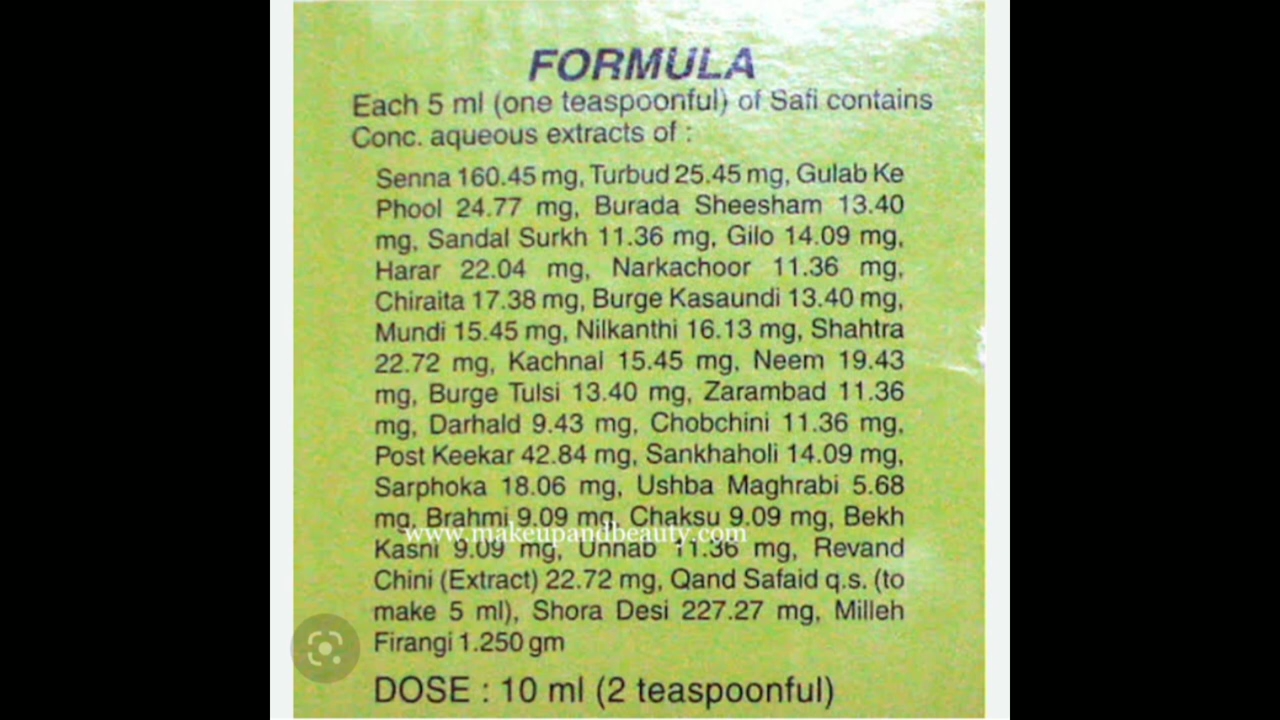 FORMULA
Each 5 ml (one teaspoonful) of Safi contains
Conc. aqueous extracts of :
Senna 160.45 mg, Turbud 25.45 mg, Gulab Ke
Phool 24.77 mg, Burada Sheesham 13.40
mg, Sandal Surkh 11.36 mg, Gilo 14.09 mg,
Harar 22.04 mg, Narkachoor 11.36 mg,
Chiraita 17.38 mg, Burge Kasaundi 13.40 mg,
Mundi 15.45 mg, Nilkanthi 16.13 mg, Shahtra
22.72 mg, Kachnal 15.45 mg, Neem 19.43
mg, Burge Tulsi 13.40 mg, Zarambad 11.36
mg, Darhald 9.43 mg, Chobchini 11.36 mg,
Post Keekar 42.84 mg, Sankhaholi 14.09 mg,
Sarphoka 18.06 mg, Ushba Maghrabi 5.68
mg, Brahmi 9.09 mg, Chaksu 9.09 mg, Bekh
www.makeupandbeauty.com
Kasni 9.09 mg, Unnab 11.36 mg, Revand
Chini (Extract) 22.72 mg, Qand Safaid q.s. (to
make 5 ml), Shora Desi 227.27 mg, Milleh
Firangi 1.250 gm
DOSE : 10 ml (2 teaspoonful)